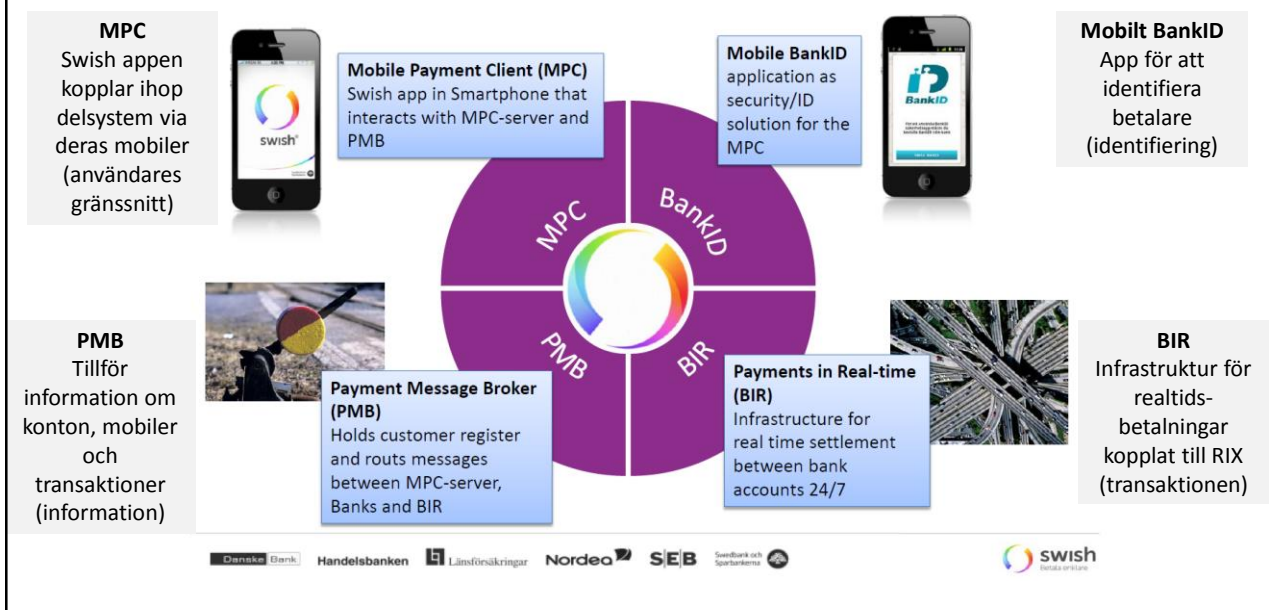 MPC
Swish appen
kopplar ihop
delsystem via
deras mobiler
(användares
gränssnitt)
swish
Mobile Payment Client (MPC)
Swish app in Smartphone that
interacts with MPC-server and
PMB
Mobile BankID
application as
security/ID
solution for the
MPC
BankID
Mobilt BankID
App för att
identifiera
betalare
(identifiering)
MPC
BankID
PMB
BIR
PMB
Tillför
information om
konton, mobiler
och
transaktioner
(information)
Payment Message Broker
(PMB)
Holds customer register
and routs messages
between MPC-server,
Banks and BIR
Payments in Real-time
(BIR)
Infrastructure for
real time settlement
between bank
accounts 24/7
BIR
Infrastruktur för
realtids-
betalningar
kopplat till RIX
(transaktionen)
Danske Bank
Handelsbanken
Länsförsäkringar
Nordea
SEB
Swedbank och
Sparbankerna
swish
Betala enklare